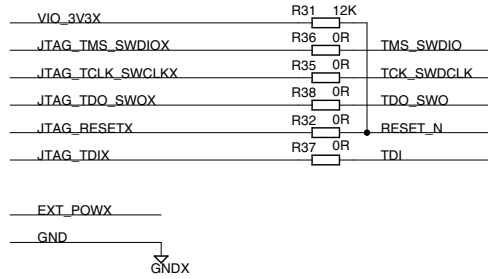 VIO_3V3X R31 12K
JTAG_TMS_SWDIOX R36 0R TMS_SWDIO
JTAG_TCLK_SWCLKX R35 0R TCK_SWDCLK
JTAG_TDO_SWOX R38 0R TDO_SWO
JTAG_RESETX R32 0R RESET_N
JTAG_TDIX R37 0R TDI
EXT_POWX
GND
GNDX